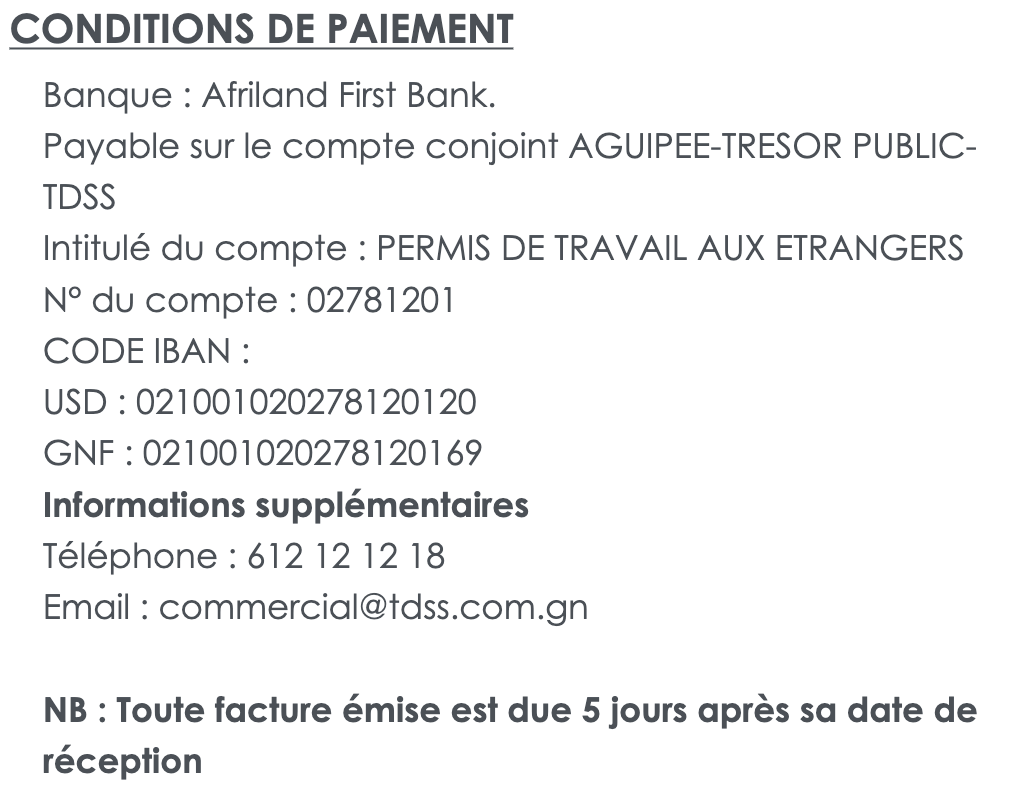 CONDITIONS DE PAIEMENT
Banque : Afriland First Bank.
Payable sur le compte conjoint AGUIPEE-TRESOR PUBLIC-
TDSS
Intitulé du compte : PERMIS DE TRAVAIL AUX ETRANGERS
N° du compte : 02781201
CODE IBAN :
USD : 021001020278120120
GNF : 021001020278120169
Informations supplémentaires
Téléphone : 612 12 12 18
Email : commercial@tdss.com.gn
NB : Toute facture émise est due 5 jours après sa date de
réception